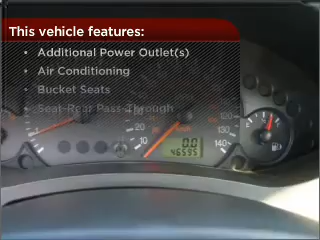 This vehicle features:
• Additional Power Outlet(s)
• Air Conditioning
• Bucket Seats
• Seat-Rear Pass-Through
120
20
10
140
0.0
46595